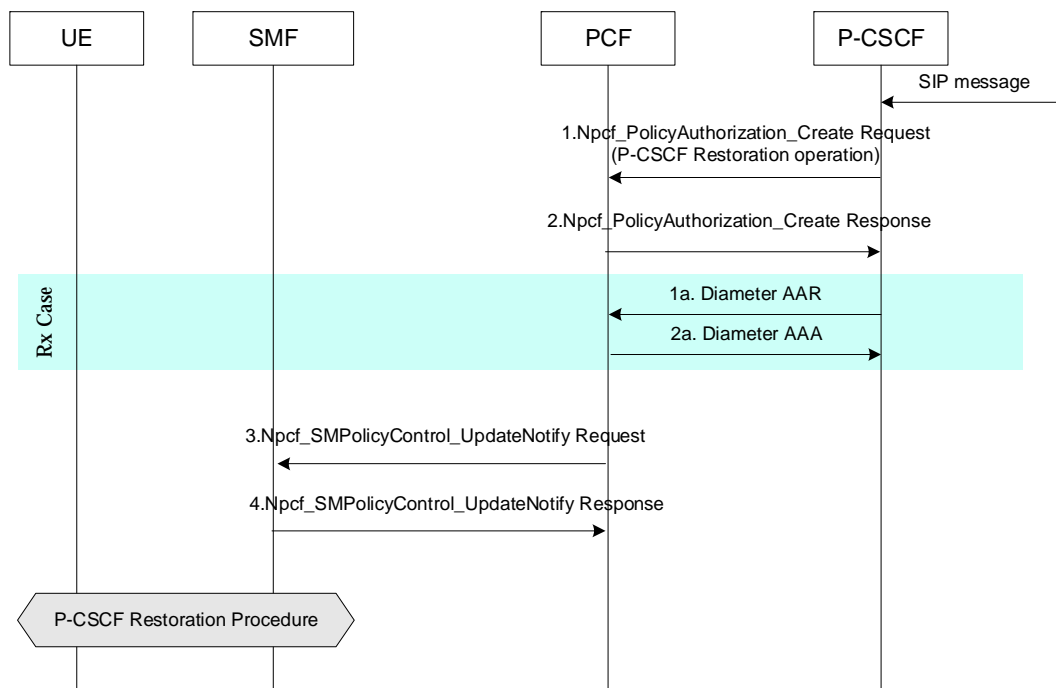 UE
SMF
PCF
P-CSCF
SIP message
1.Npcf_PolicyAuthorization_Create Request
(P-CSCF Restoration operation)
2.Npcf_PolicyAuthorization_Create Response
Rx Case
1a. Diameter AAR
2a. Diameter AAA
3.Npcf_SMPolicyControl_UpdateNotify Request
4.Npcf_SMPolicyControl_UpdateNotify Response
P-CSCF Restoration Procedure